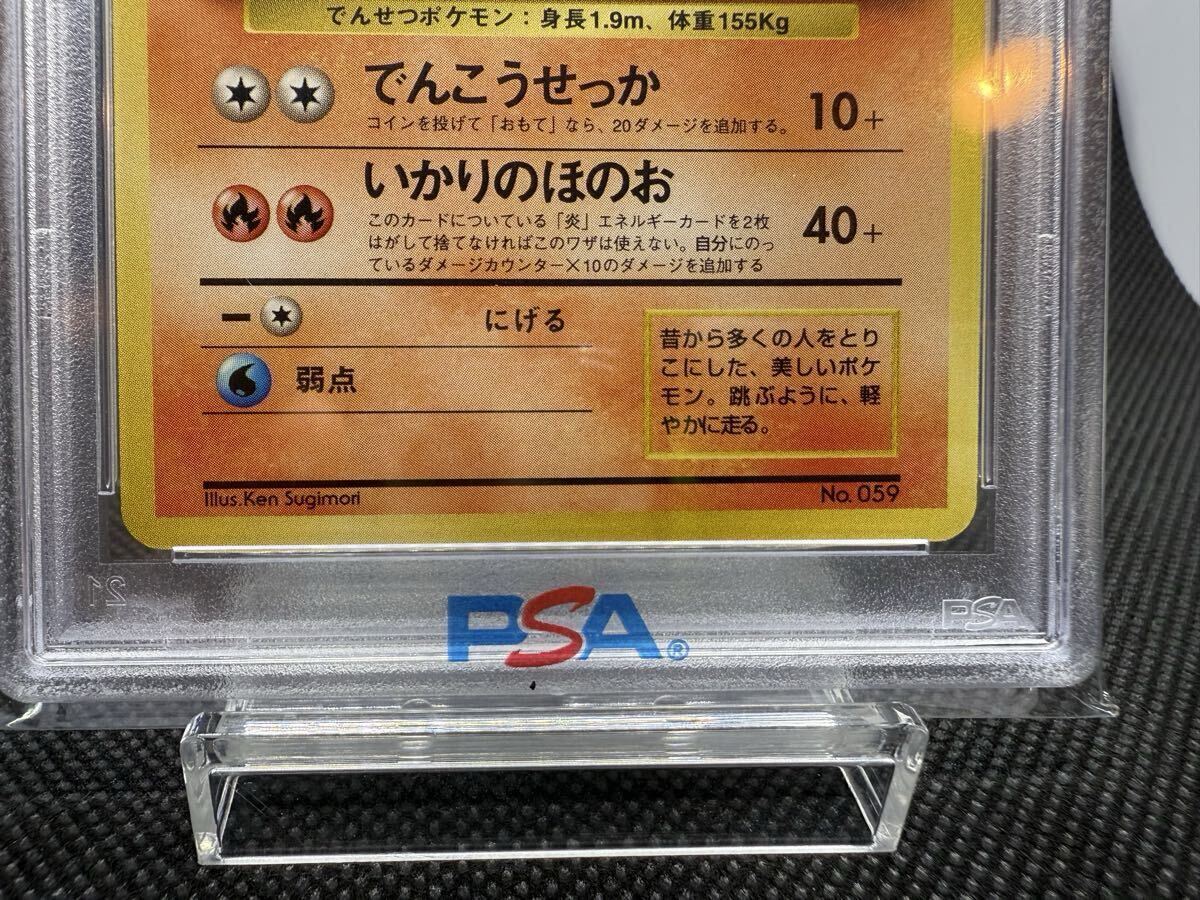 でんせつポケモン：身長1.9m、体重155Kg
でんこうせっか 10+
コインを投げて「おもて」なら、20ダメージを追加する。
いかりのほのお 40+
このカードについている「炎」エネルギーカードを2枚
はがして捨てなければこのワザは使えない。自分にのっ
ているダメージカウンター×10のダメージを追加する
にげる
弱点
昔から多くの人をとり
こにした、美しいポケ
モン。跳ぶように、軽
やかに走る。
Illus.Ken Sugimori No. 059
21
PSA®
PSA